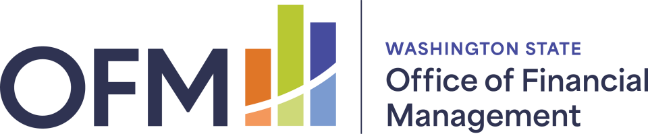 OFM
WASHINGTON STATE
Office of Financial
Management